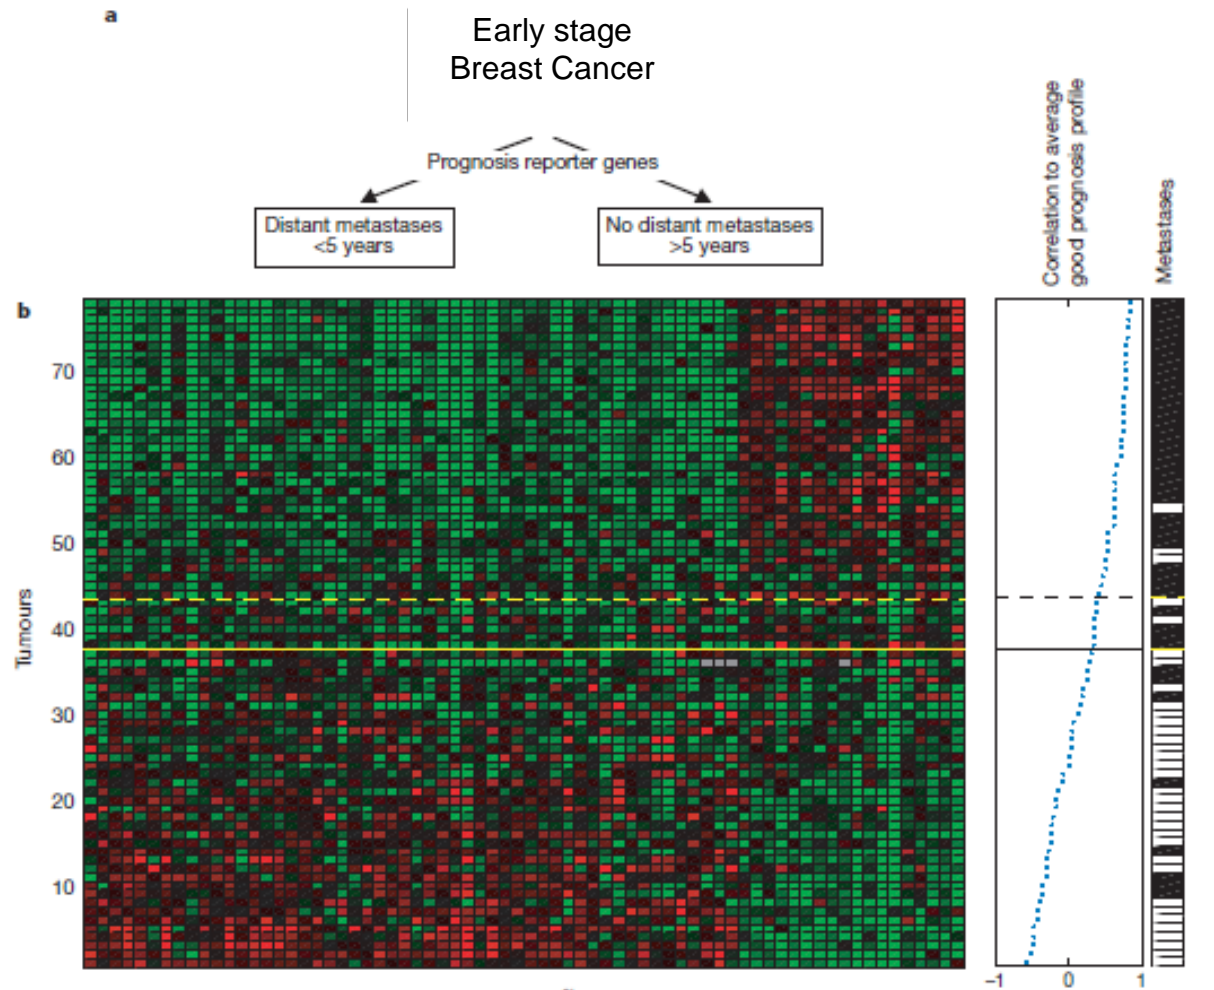 a
Early stage
Breast Cancer
Prognosis reporter genes
Distant metastases
<5 years
No distant metastases
>5 years
Correlation to average
good prognosis profile
Metastases
b
70
60
50
40
30
20
10
Tumours
–1
0
1